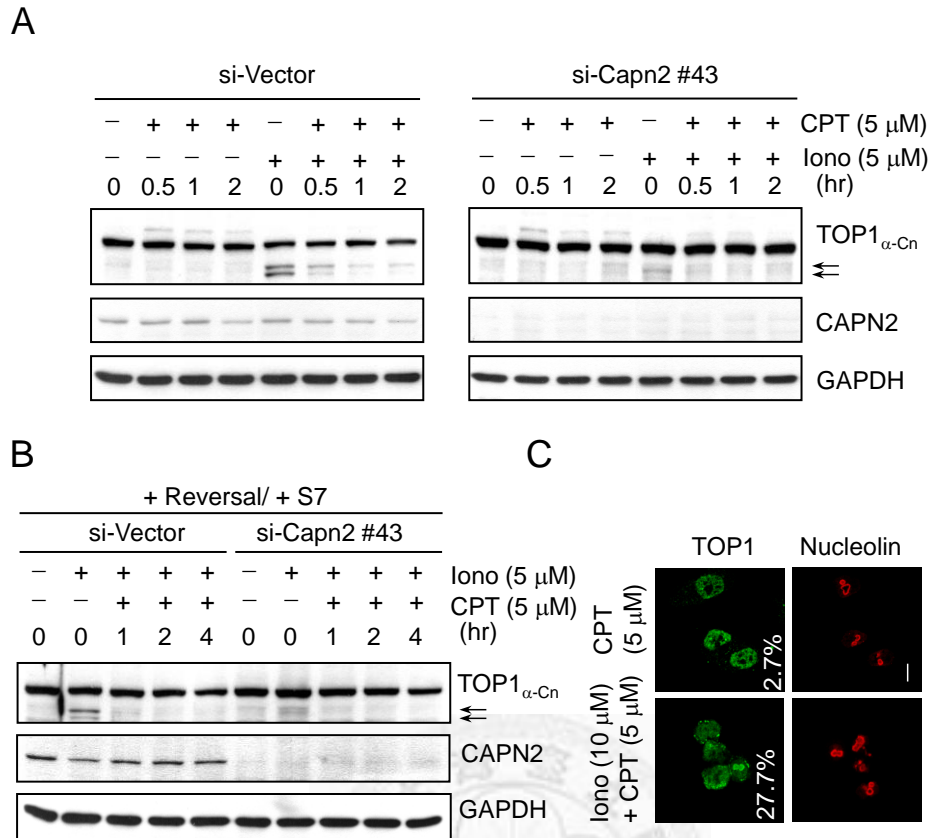 A
si-Vector
si-Capn2 #43
– + + + – + + +
– + + + – + + + CPT (5 μM)
– – – – + + + +
– – – – + + + + Iono (5 μM)
0 0.5 1 2 0 0.5 1 2
0 0.5 1 2 0 0.5 1 2 (hr)
TOP1α-Cn
CAPN2
GAPDH
B
+ Reversal/ + S7
si-Vector si-Capn2 #43
– + + + + – + + + + Iono (5 μM)
– – + + + – – + + + CPT (5 μM)
0 0 1 2 4 0 0 1 2 4 (hr)
TOP1α-Cn
CAPN2
GAPDH
C
TOP1 Nucleolin
CPT
(5 μM)
2.7%
Iono (10 μM)
+ CPT (5 μM)
27.7%